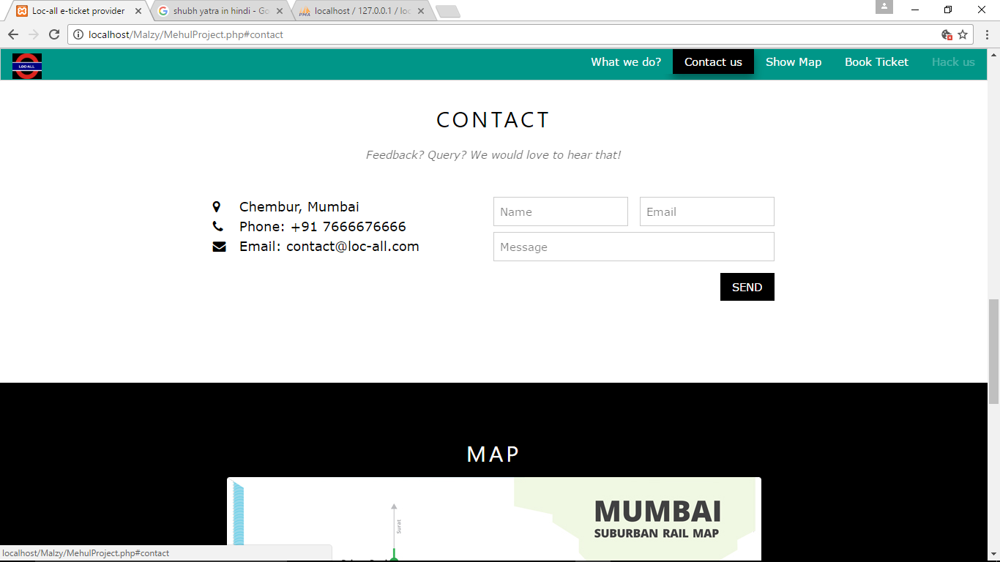 Loc-all e-ticket provider
shubh yatra in hindi - Go
localhost / 127.0.0.1 / loc
localhost/Malzy/MehulProject.php#contact
LOC-ALL
What we do? Contact us Show Map Book Ticket Hack us
CONTACT
Feedback? Query? We would love to hear that!
Chembur, Mumbai
Phone: +91 7666676666
Email: contact@loc-all.com
Name Email
Message
SEND
MAP
Surat
MUMBAI
SUBURBAN RAIL MAP
localhost/Malzy/MehulProject.php#contact